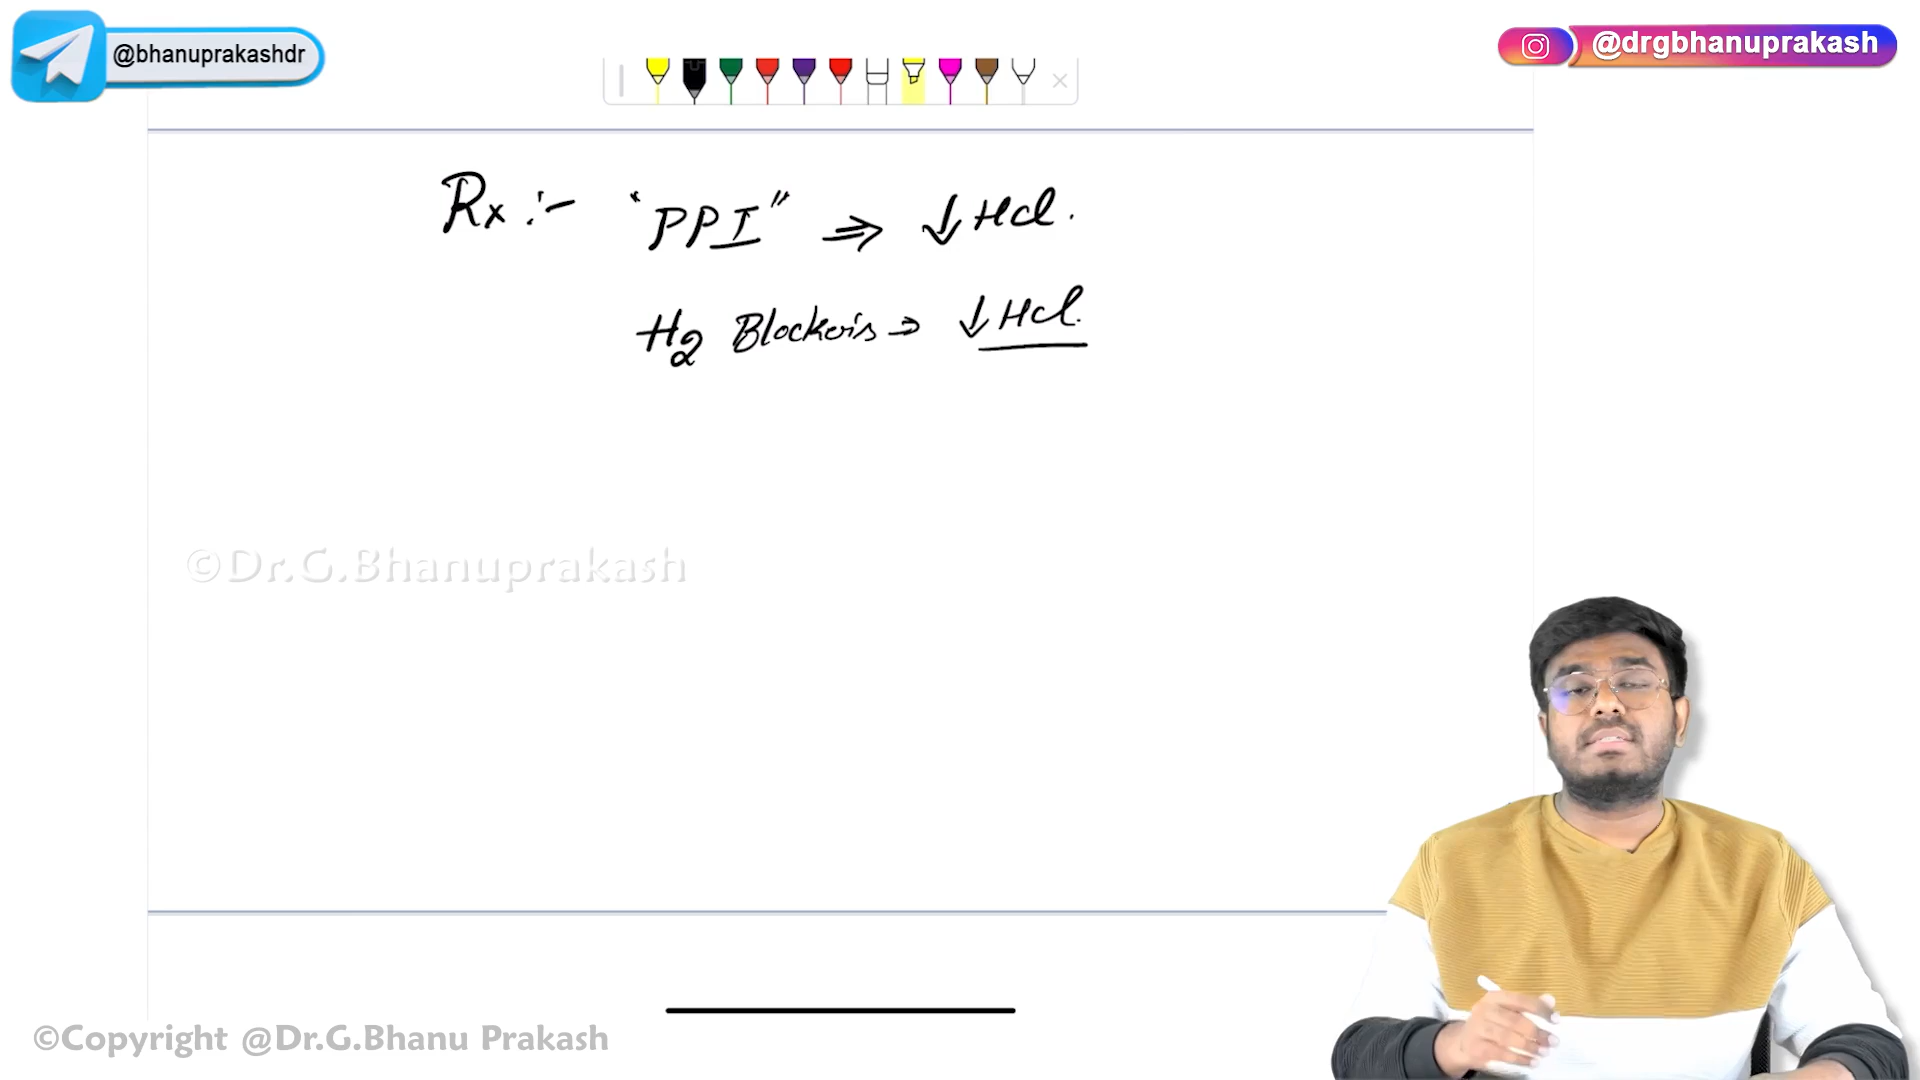 @bhanuprakashdr
@drgbhanuprakash
Rx :- "PPI" ⇒ ↓ Hcl.
H2 Blockers → ↓ Hcl.
©Dr.G.Bhanuprakash
©Copyright @Dr.G.Bhanu Prakash